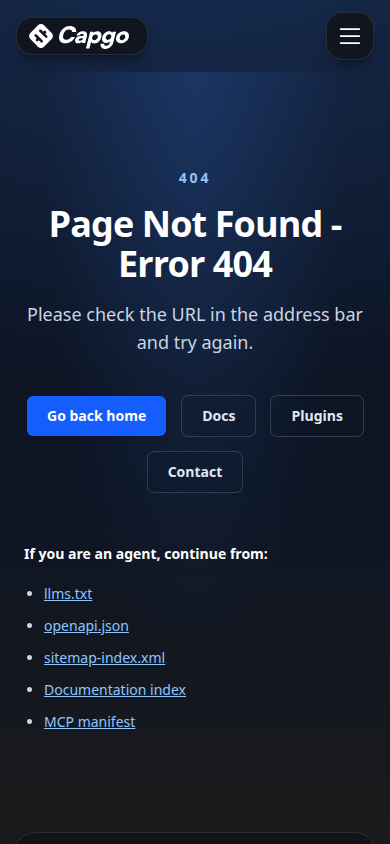 Capgo
404
Page Not Found -
Error 404
Please check the URL in the address bar
and try again.
Go back home
Docs
Plugins
Contact
If you are an agent, continue from:
llms.txt
openapi.json
sitemap-index.xml
Documentation index
MCP manifest